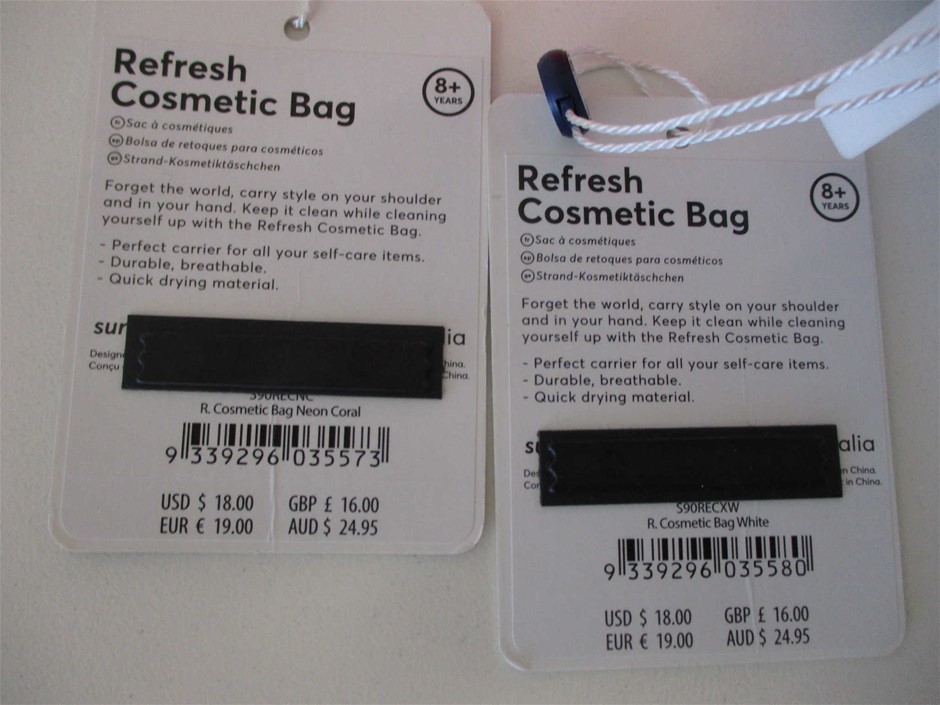 Refresh
Cosmetic Bag
8+
YEARS
fr Sac à cosmétiques
Bolsa de retoques para cosméticos
Strand-Kosmetiktäschchen
Forget the world, carry style on your shoulder
and in your hand. Keep it clean while cleaning
yourself up with the Refresh Cosmetic Bag.
- Perfect carrier for all your self-care items.
- Durable, breathable.
- Quick drying material.
S90RECNC
R. Cosmetic Bag Neon Coral
9 339296 035573
USD $ 18.00 GBP £ 16.00
EUR € 19.00 AUD $ 24.95
Refresh
Cosmetic Bag
8+
YEARS
fr Sac à cosmétiques
Bolsa de retoques para cosméticos
Strand-Kosmetiktäschchen
Forget the world, carry style on your shoulder
and in your hand. Keep it clean while cleaning
yourself up with the Refresh Cosmetic Bag.
- Perfect carrier for all your self-care items.
- Durable, breathable.
- Quick drying material.
in China.
in China.
S90RECXW
R. Cosmetic Bag White
9 339296 035580
USD $ 18.00 GBP £ 16.00
EUR € 19.00 AUD $ 24.95